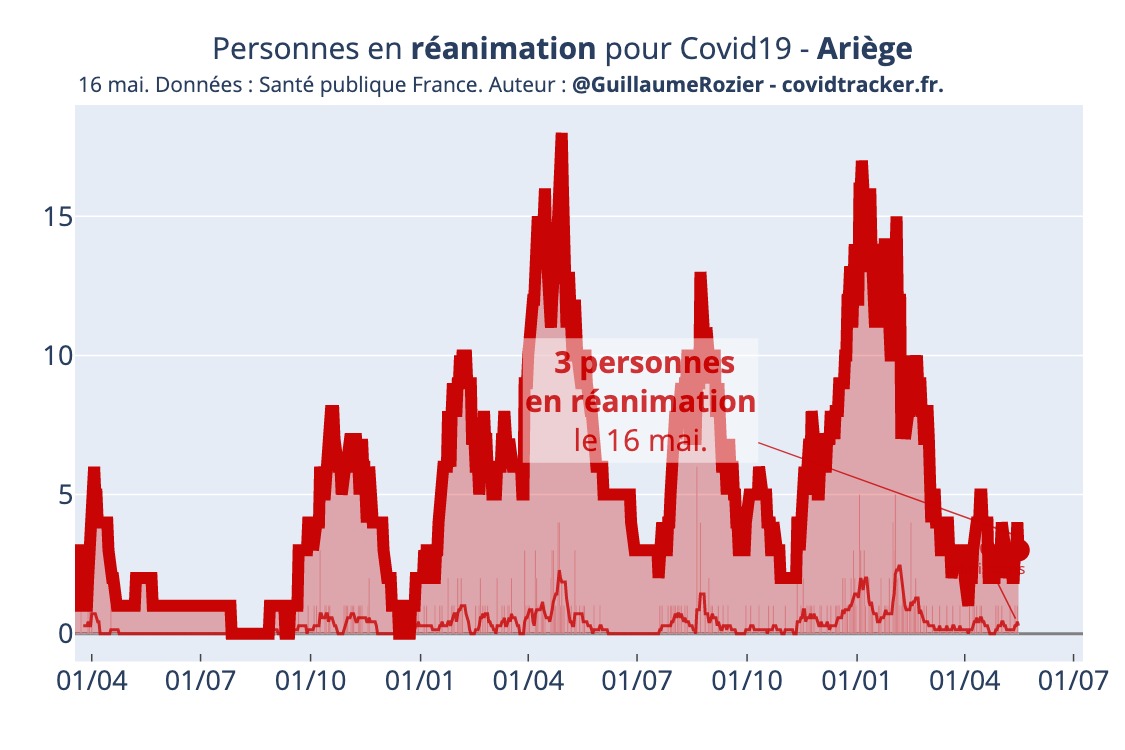 Personnes en réanimation pour Covid19 - Ariège
16 mai. Données : Santé publique France. Auteur : @GuillaumeRozier - covidtracker.fr.
15
10
5
0
3 personnes
en réanimation
le 16 mai.
01/04
01/07
01/10
01/01
01/04
01/07
01/10
01/01
01/04
01/07